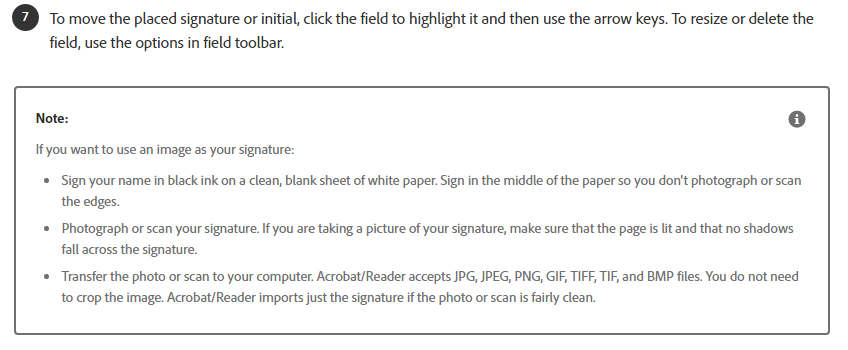 7 To move the placed signature or initial, click the field to highlight it and then use the arrow keys. To resize or delete the
field, use the options in field toolbar.
Note:
If you want to use an image as your signature:
• Sign your name in black ink on a clean, blank sheet of white paper. Sign in the middle of the paper so you don't photograph or scan
the edges.
• Photograph or scan your signature. If you are taking a picture of your signature, make sure that the page is lit and that no shadows
fall across the signature.
• Transfer the photo or scan to your computer. Acrobat/Reader accepts JPG, JPEG, PNG, GIF, TIFF, TIF, and BMP files. You do not need
to crop the image. Acrobat/Reader imports just the signature if the photo or scan is fairly clean.